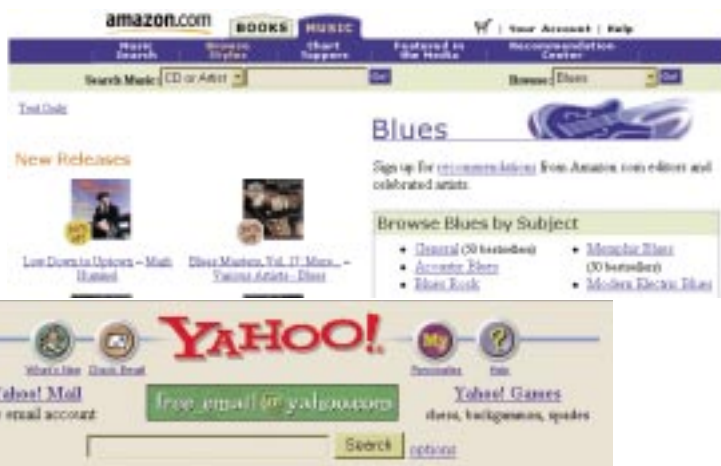 amazon.com BOOKS MUSIC | Your Account | Help
Music Search Browse Styles Chart Toppers Featured in the Media Recommendation Center
Search Music: CD or Artist Go! Browse: Blues Go!
Text Only
Blues
New Releases
Sign up for recommendations from Amazon.com editors and
celebrated artists.
Browse Blues by Subject
General (50 bestsellers)
Memphis Blues
(50 bestsellers)
Acoustic Blues
Blues Rock
Modern Electric Blues
Low Down to Uptown - Mark
Hummel
Blues Masters, Vol. 17: More... -
Various Artists - Blues
YAHOO! My ?
What's New Check Email Personalize Help
Yahoo! Mail
email account
free email @ yahoo.com
Yahoo! Games
chess, backgammon, spades
Search options